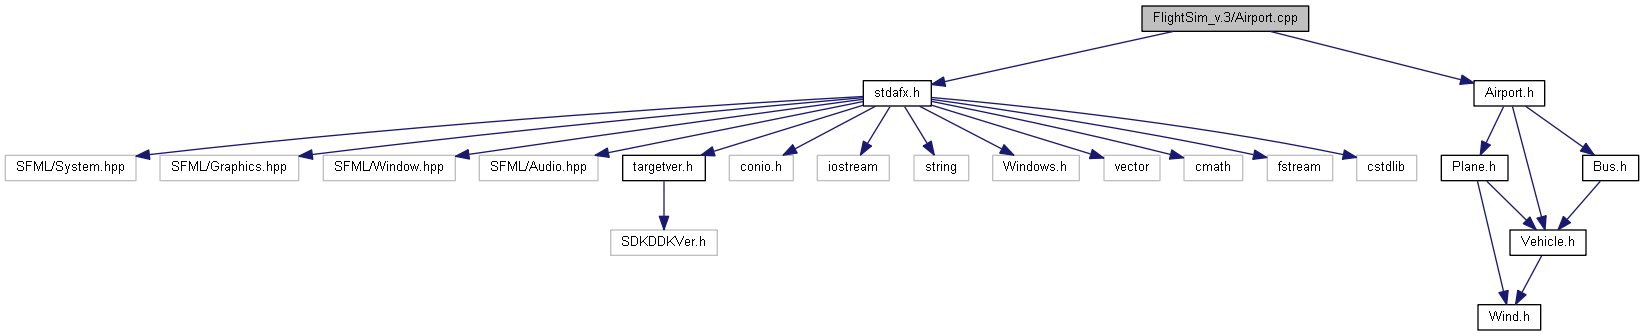 FlightSim_v.3/Airport.cpp
stdafx.h
Airport.h
SFML/System.hpp
SFML/Graphics.hpp
SFML/Window.hpp
SFML/Audio.hpp
targetver.h
conio.h
iostream
string
Windows.h
vector
cmath
fstream
cstdlib
Plane.h
Bus.h
SDKDDKVer.h
Vehicle.h
Wind.h